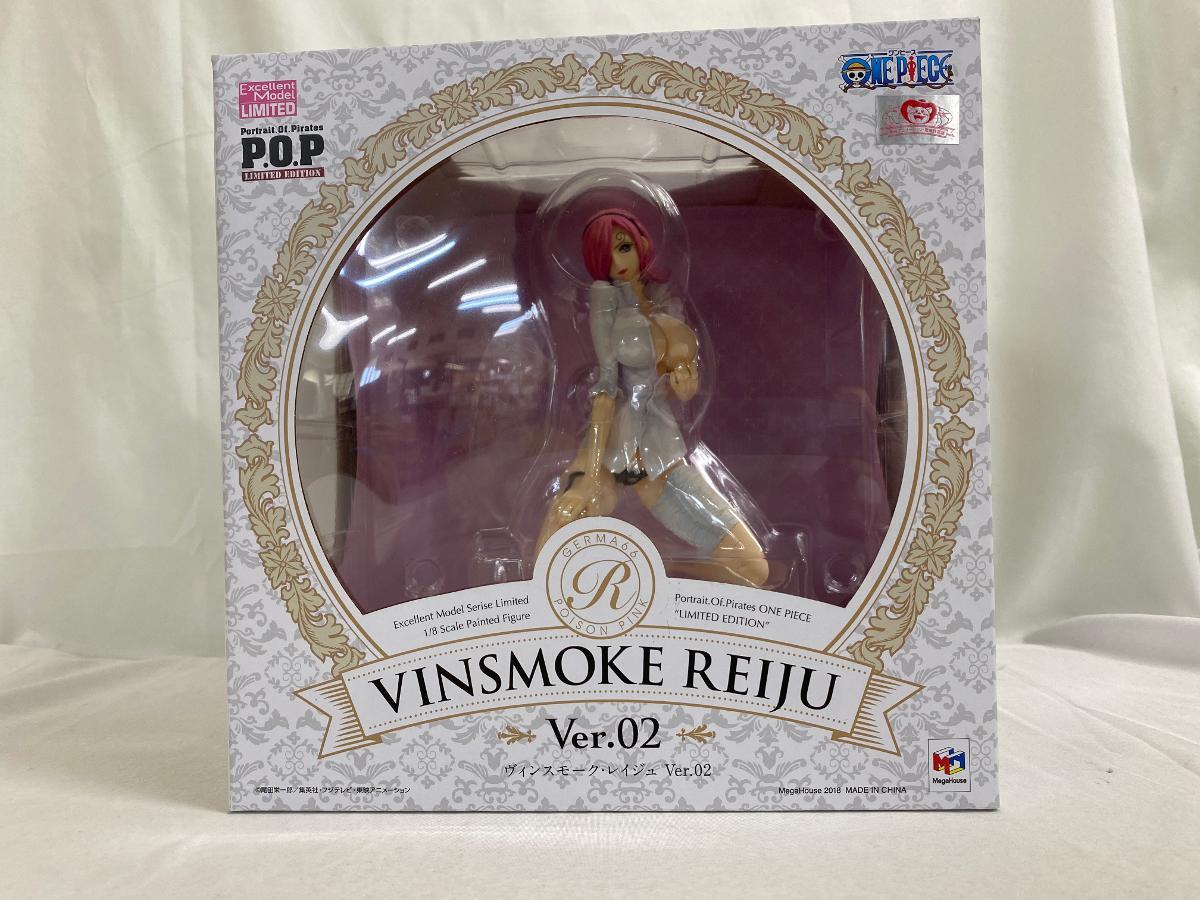 Excellent
Model
LIMITED
Portrait.Of.Pirates
P.O.P
LIMITED EDITION
ワンピース
ONE PIECE
GERMA66
R
POISON PINK
Excellent Model Serise Limited
1/8 Scale Painted Figure
Portrait.Of.Pirates ONE PIECE
"LIMITED EDITION"
VINSMOKE REIJU
Ver.02
ヴィンスモーク・レイジュ Ver.02
©尾田栄一郎/集英社・フジテレビ・東映アニメーション
MegaHouse 2018 MADE IN CHINA
MegaHouse